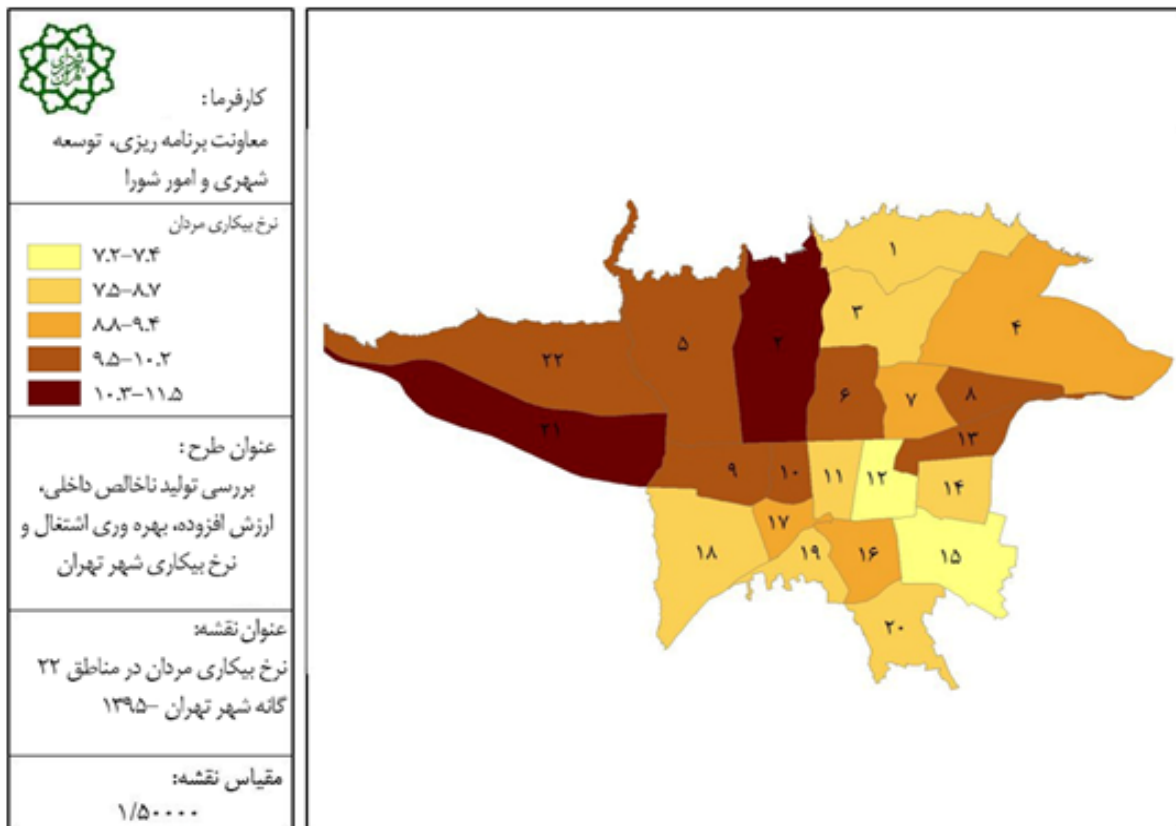 کارفرما:
معاونت برنامه ریزی، توسعه
شهری و امور شورا
نرخ بیکاری مردان
۷.۲-۷.۴
۷.۵-۸.۷
۸.۸-۹.۴
۹.۵-۱۰.۲
۱۰.۳-۱۱.۵
عنوان طرح:
بررسی تولید ناخالص داخلی،
ارزش افزوده، بهره وری اشتغال و
نرخ بیکاری شهر تهران
عنوان نقشه:
نرخ بیکاری مردان در مناطق ۲۲
گانه شهر تهران -۱۳۹۵
مقیاس نقشه:
۱/۵۰۰۰۰
۱
۳
۴
۲
۵
۲۲
۶
۷
۸
۲۱
۱۳
۹
۱۰
۱۱
۱۲
۱۴
۱۷
۱۸
۱۹
۱۶
۱۵
۲۰